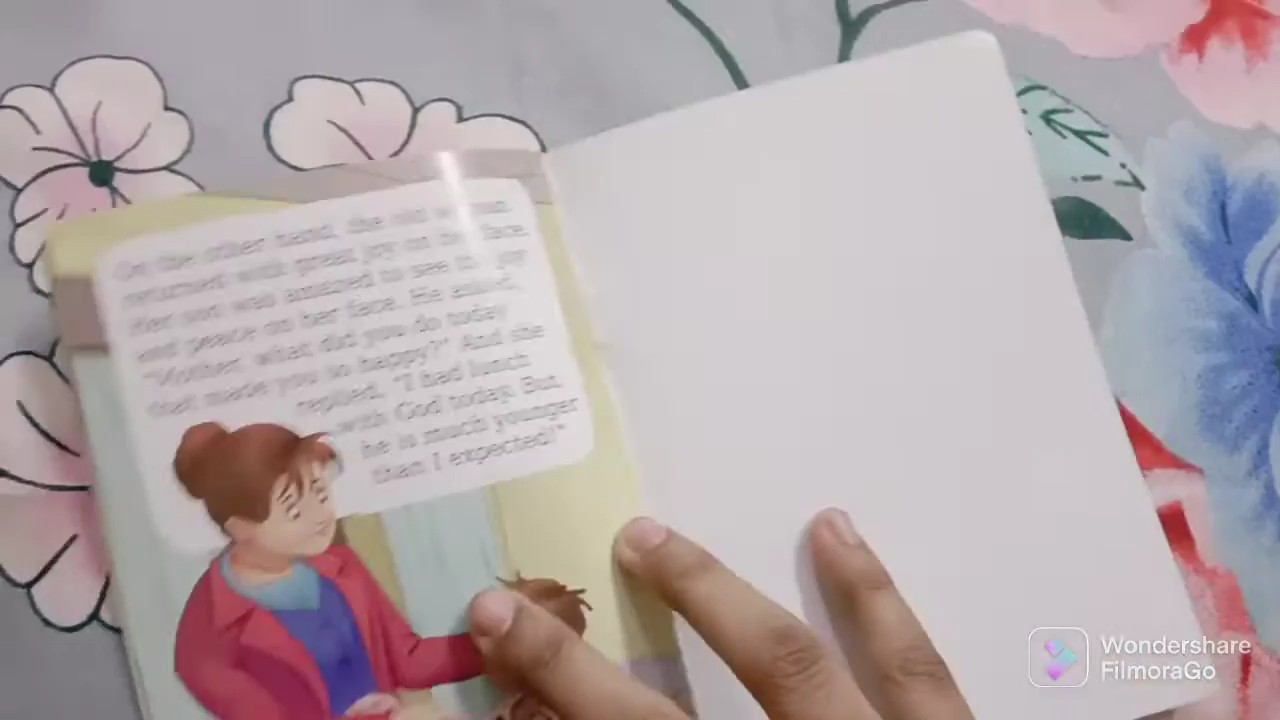 On the other hand, the old woman
returned with great joy on her face.
Her son was amazed to see the joy
and peace on her face. He asked,
"Mother, what did you do today
that made you so happy?" And she
replied, "I had lunch
with God today. But,
he is much younger
than I expected!"
Wondershare
FilmoraGo